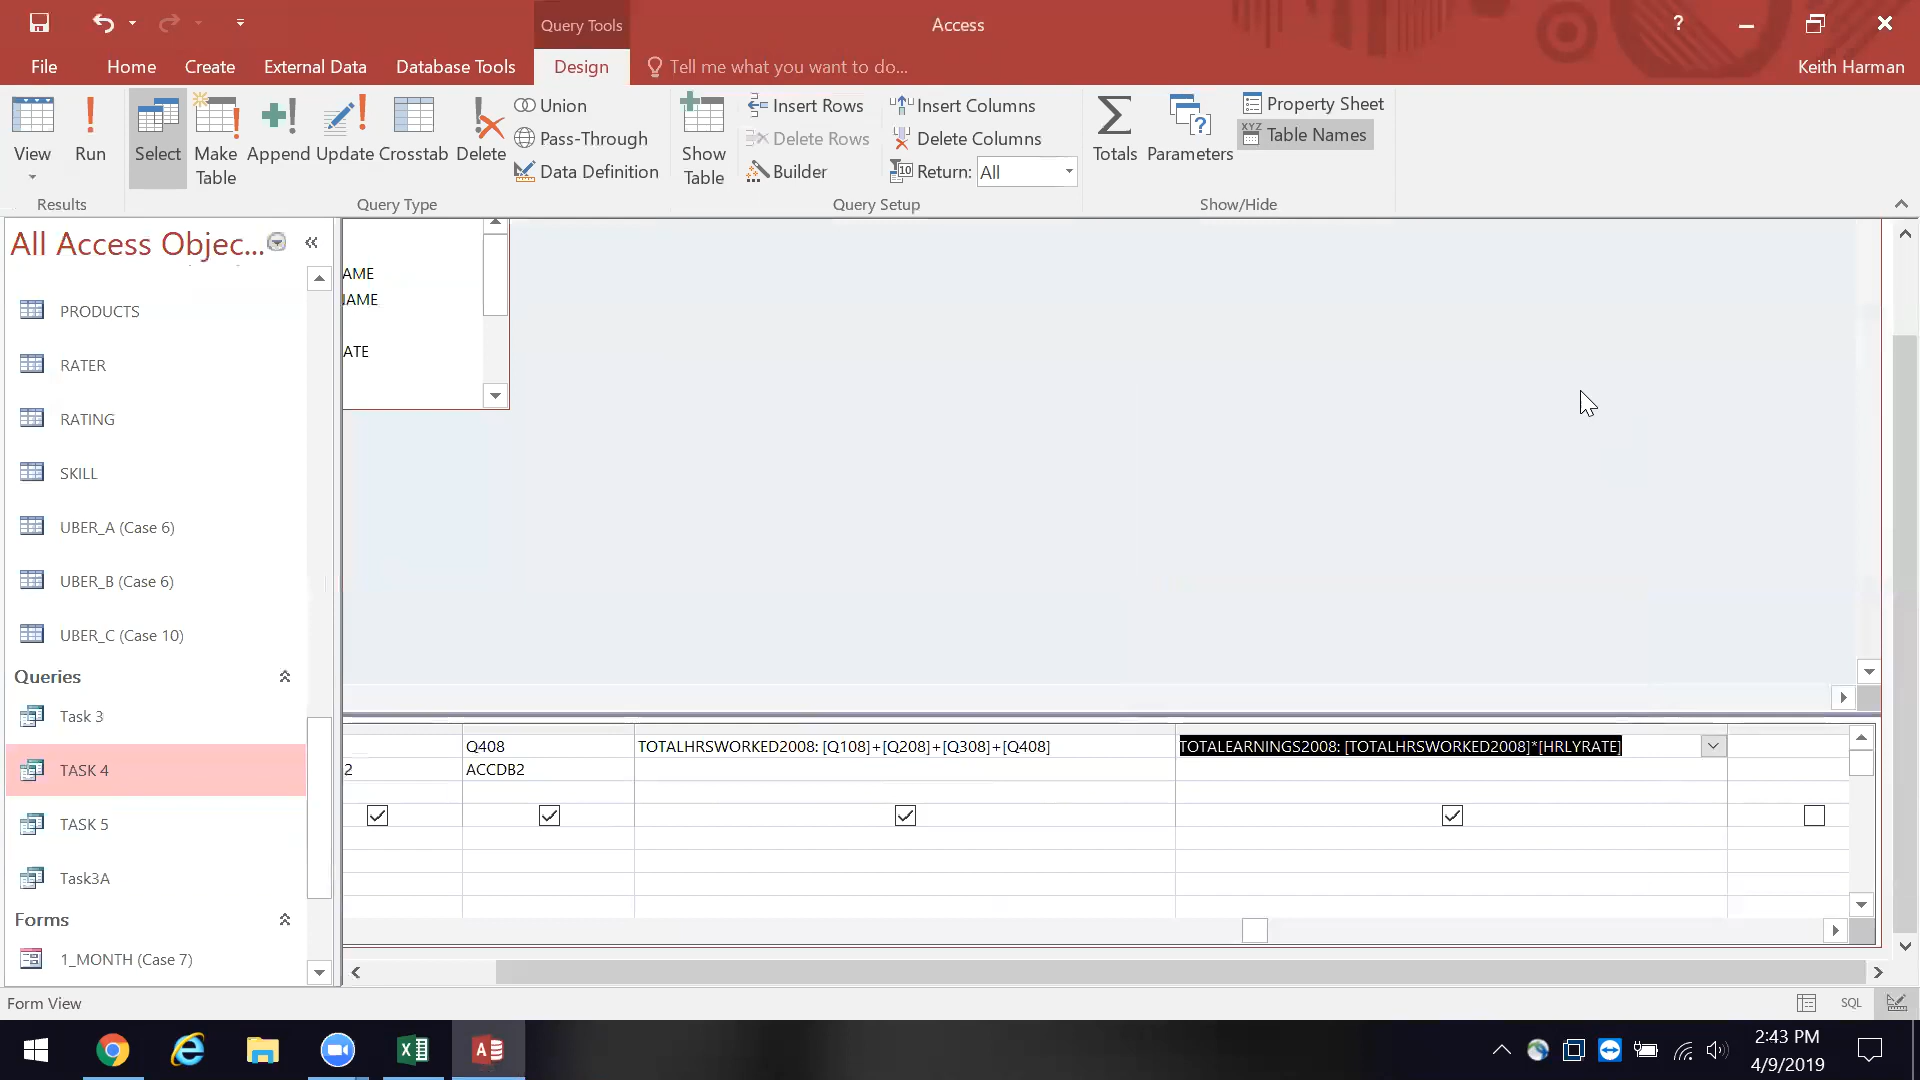 Query Tools
Access
?
File
Home
Create
External Data
Database Tools
Design
Tell me what you want to do...
Keith Harman
View
Run
Select
Make Table
Append
Update
Crosstab
Delete
Union
Pass-Through
Data Definition
Show Table
Insert Rows
Delete Rows
Builder
Insert Columns
Delete Columns
Return: All
Totals
Parameters
Property Sheet
Table Names
Results
Query Type
Query Setup
Show/Hide
All Access Objec...
PRODUCTS
RATER
RATING
SKILL
UBER_A (Case 6)
UBER_B (Case 6)
UBER_C (Case 10)
Queries
Task 3
TASK 4
TASK 5
Task3A
Forms
1_MONTH (Case 7)
AME
NAME
ATE
Q408
TOTALHRSWORKED2008: [Q108]+[Q208]+[Q308]+[Q408]
TOTALEARNINGS2008: [TOTALHRSWORKED2008]*[HRLYRATE]
2
ACCDB2
Form View
SQL
2:43 PM
4/9/2019